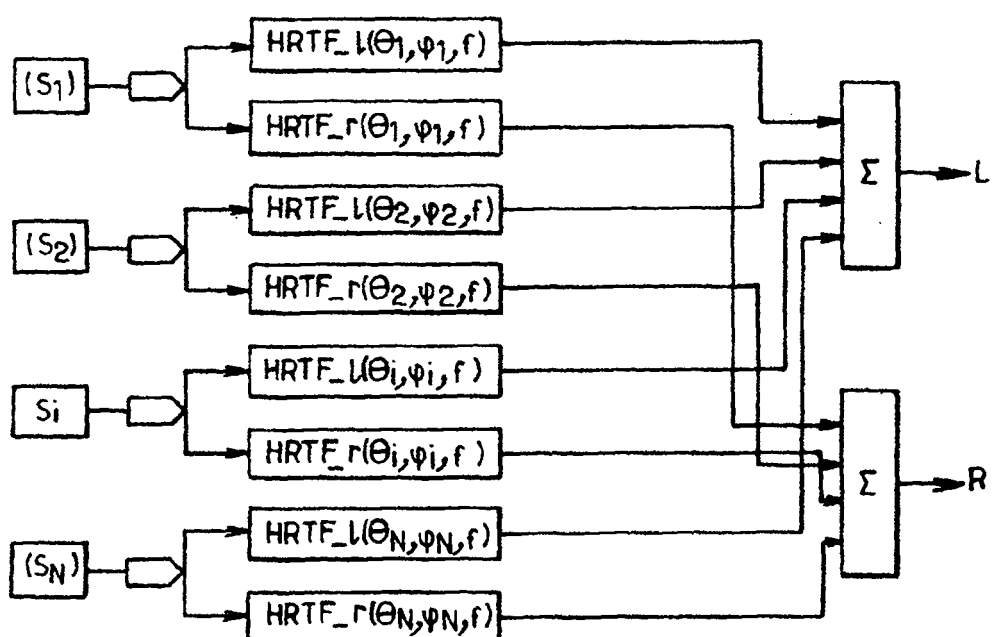 HRTF_l(θ1,φ1,f)
(S1)
HRTF_r(θ1,φ1,f)
Σ
L
HRTF_l(θ2,φ2,f)
(S2)
HRTF_r(θ2,φ2,f)
HRTF_l(θi,φi,f)
Si
HRTF_r(θi,φi,f)
Σ
R
HRTF_l(θN,φN,f)
(SN)
HRTF_r(θN,φN,f)